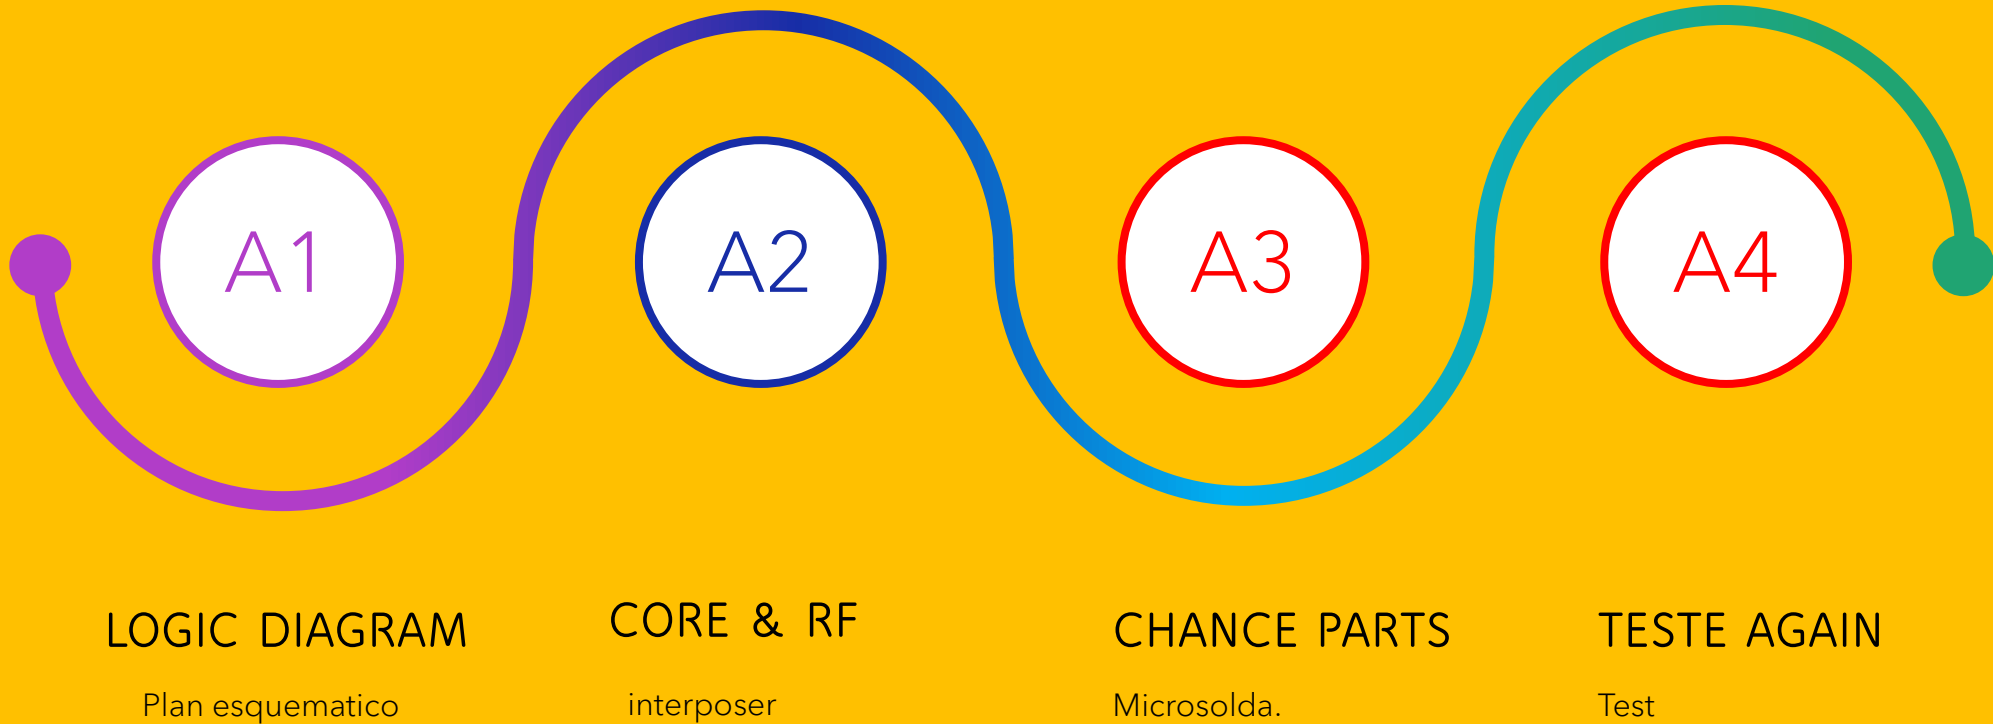 A1
A2
A3
A4
LOGIC DIAGRAM
CORE & RF
CHANCE PARTS
TESTE AGAIN
Plan esquematico
interposer
Microsolda.
Test